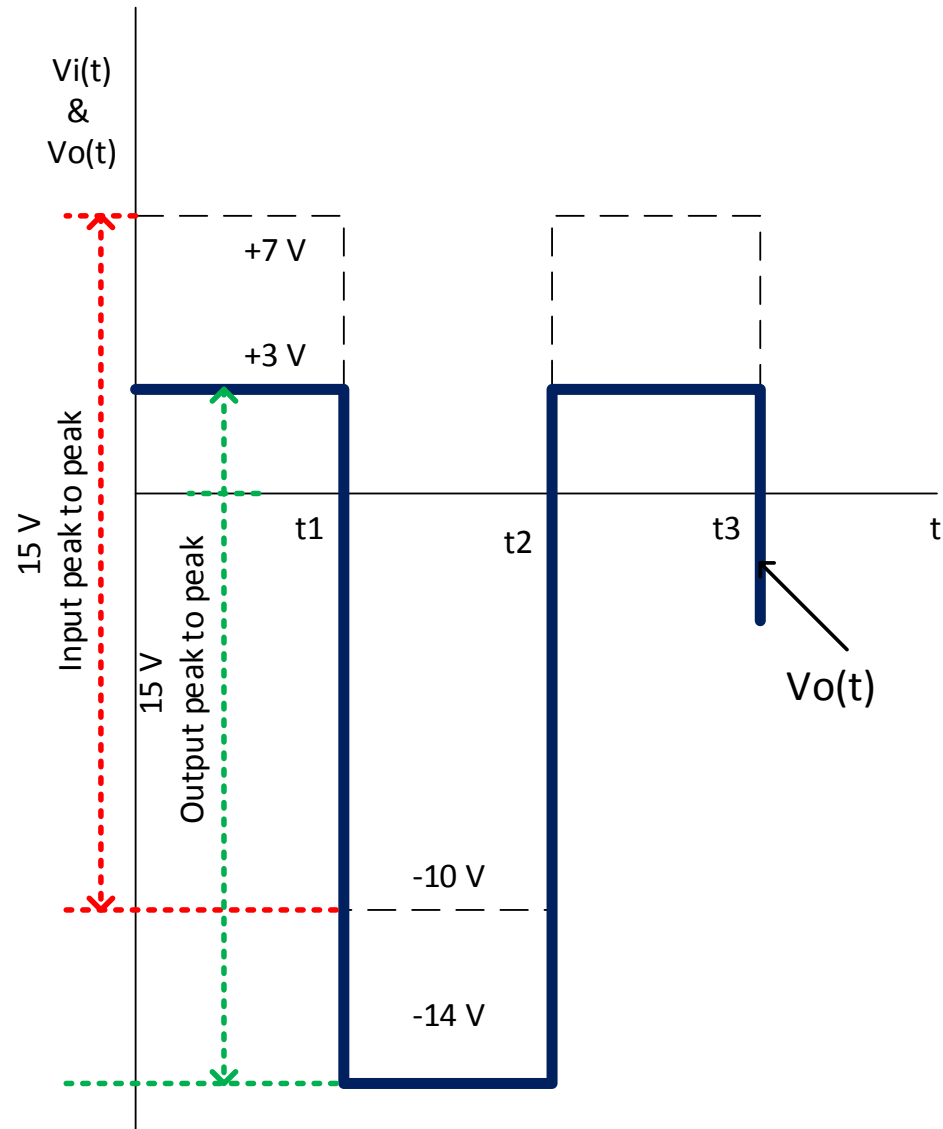 Vi(t)
&
Vo(t)
+7 V
+3 V
15 V
Input peak to peak
15 V
Output peak to peak
t1
t2
t3
t
Vo(t)
-10 V
-14 V